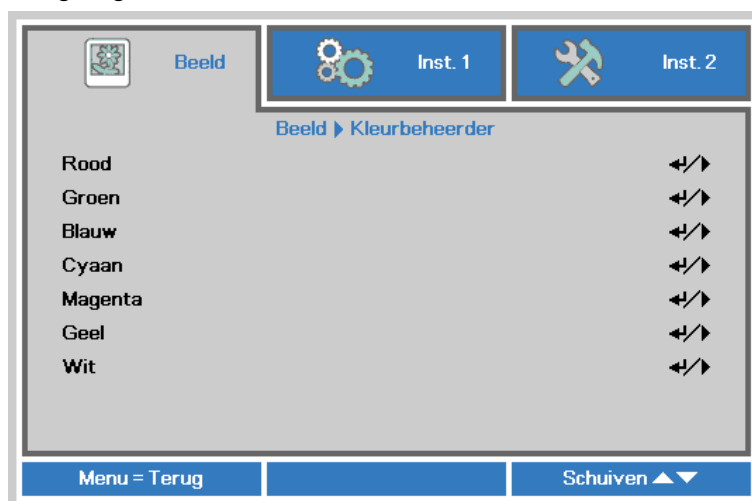 Beeld Inst. 1 Inst. 2
Beeld Kleurbeheerder
Rood
Groen
Blauw
Cyaan
Magenta
Geel
Wit
Menu = Terug Schuiven